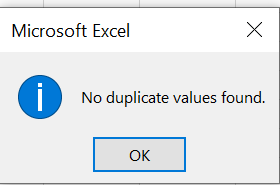 Microsoft Excel
No duplicate values found.
OK